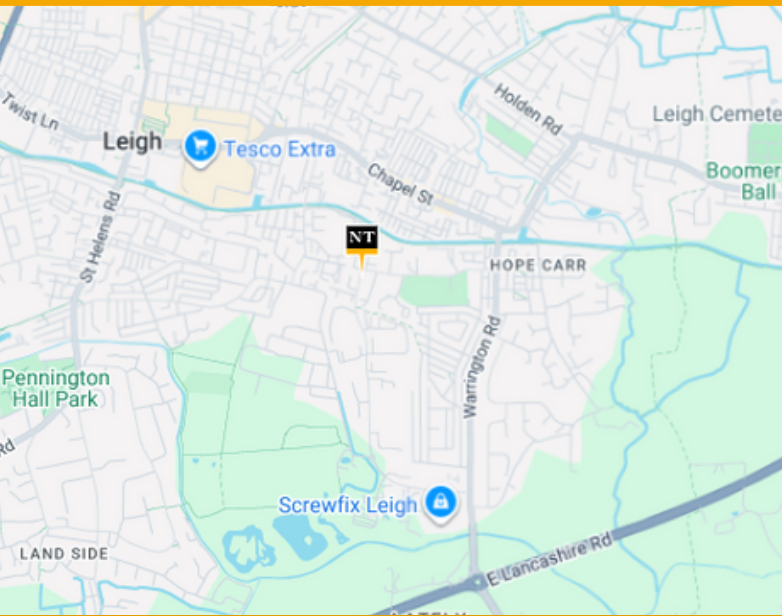 Twist Ln
Holden Rd
Leigh Cemete
Leigh
Tesco Extra
Chapel St
Boomer
Ball
St Helens Rd
NT
HOPE CARR
Warrington Rd
Pennington
Hall Park
Rd
Screwfix Leigh
LAND SIDE
E Lancashire Rd